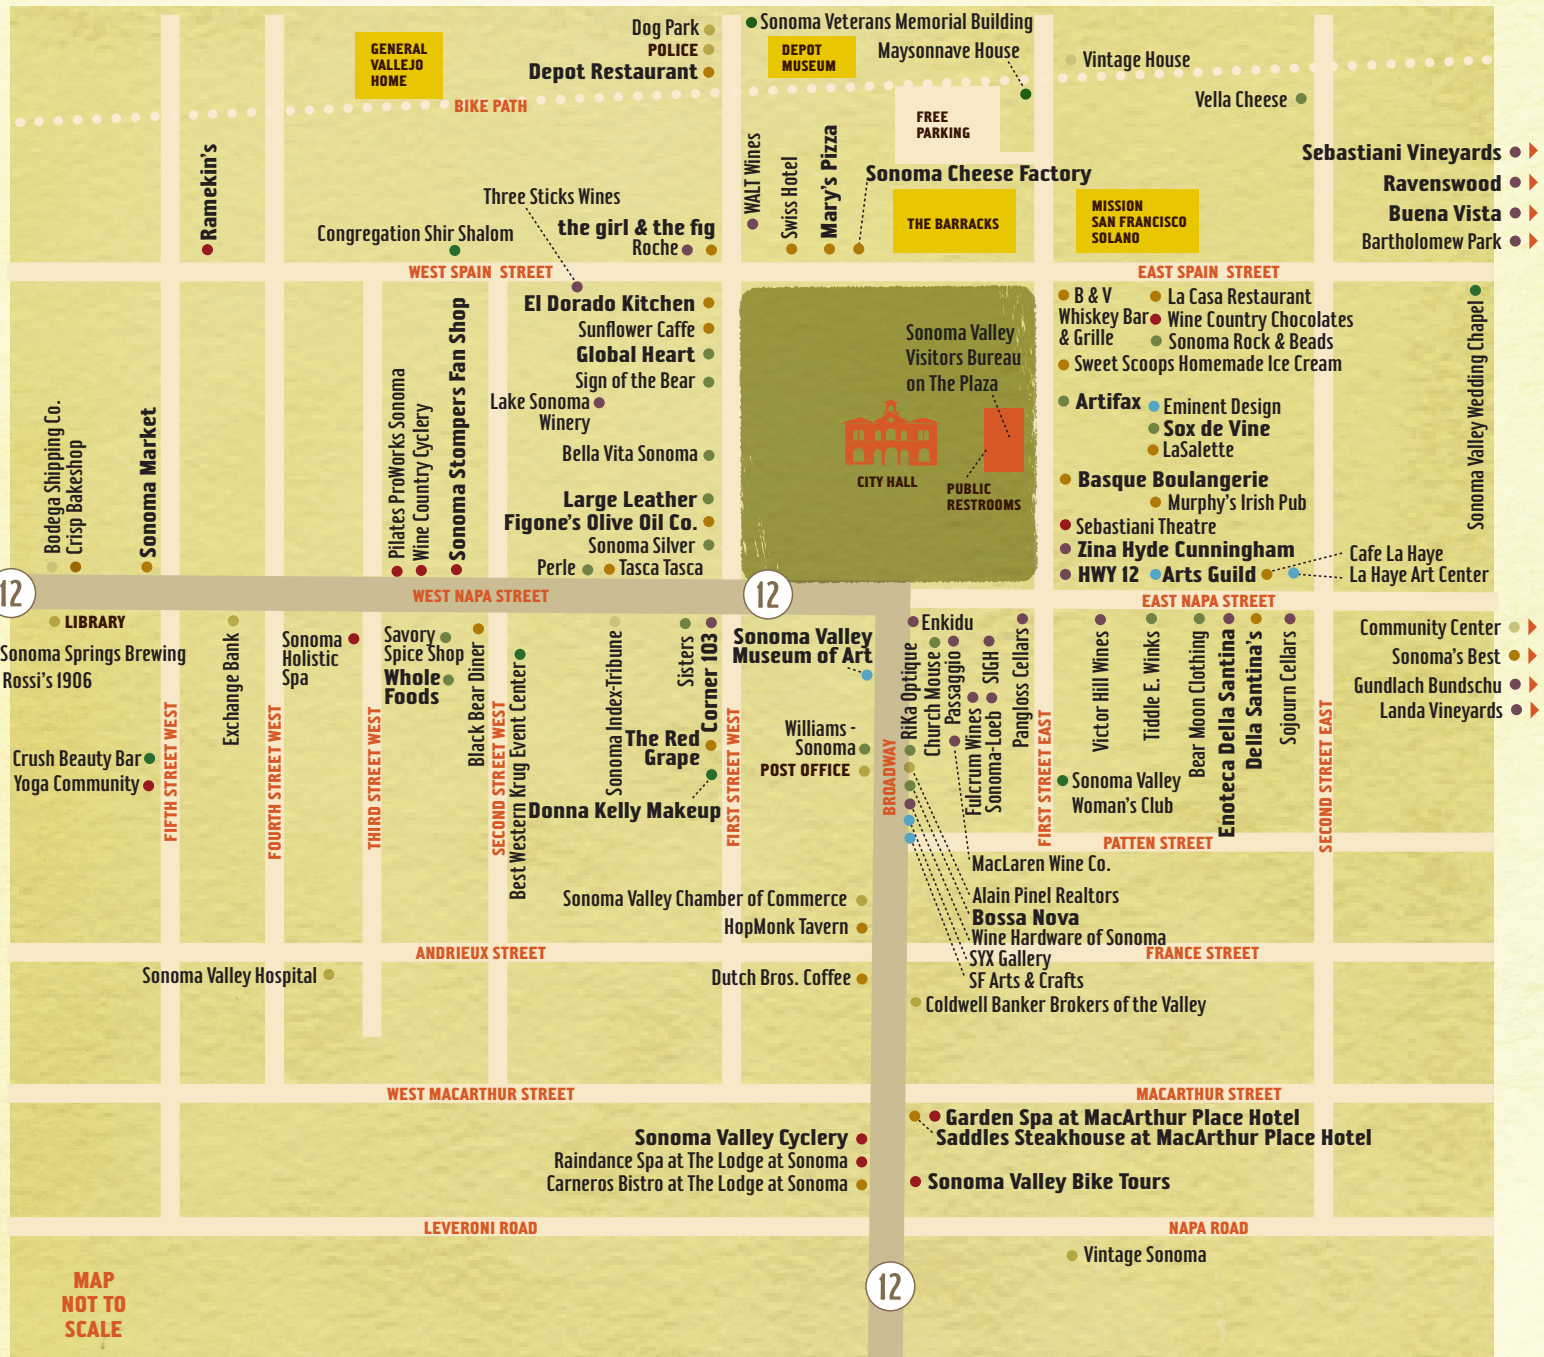 Dog Park
POLICE
Depot Restaurant
Sonoma Veterans Memorial Building
Maysonnave House
Vintage House
Vella Cheese
GENERAL
VALLEJO
HOME
DEPOT
MUSEUM
BIKE PATH
FREE
PARKING
Ramekin's
Three Sticks Wines
Congregation Shir Shalom
the girl & the fig
Roche
WALT Wines
Swiss Hotel
Mary's Pizza
Sonoma Cheese Factory
THE BARRACKS
MISSION
SAN FRANCISCO
SOLANO
Sebastiani Vineyards
Ravenswood
Buena Vista
Bartholomew Park
WEST SPAIN STREET
EAST SPAIN STREET
Bodega Shipping Co.
Crisp Bakeshop
Sonoma Market
Pilates ProWorks Sonoma
Wine Country Cyclery
Sonoma Stompers Fan Shop
El Dorado Kitchen
Sunflower Caffe
Global Heart
Sign of the Bear
Lake Sonoma
Winery
Bella Vita Sonoma
Large Leather
Figone's Olive Oil Co.
Sonoma Silver
Perle
Tasca Tasca
Sonoma Valley
Visitors Bureau
on The Plaza
CITY HALL
PUBLIC
RESTROOMS
B & V
Whiskey Bar
& Grille
La Casa Restaurant
Wine Country Chocolates
Sonoma Rock & Beads
Sweet Scoops Homemade Ice Cream
Artifax
Eminent Design
Sox de Vine
LaSalette
Basque Boulangerie
Murphy's Irish Pub
Sebastiani Theatre
Zina Hyde Cunningham
HWY 12
Arts Guild
Cafe La Haye
La Haye Art Center
Sonoma Valley Wedding Chapel
12
WEST NAPA STREET
12
EAST NAPA STREET
LIBRARY
Sonoma Springs Brewing
Rossi's 1906
Exchange Bank
Sonoma
Holistic
Spa
Savory
Spice Shop
Whole
Foods
Black Bear Diner
Best Western Krug Event Center
Sonoma Index-Tribune
Sisters
Corner 103
The Red
Grape
Donna Kelly Makeup
Crush Beauty Bar
Yoga Community
FIFTH STREET WEST
FOURTH STREET WEST
THIRD STREET WEST
SECOND STREET WEST
FIRST STREET WEST
Sonoma Valley
Museum of Art
Williams -
Sonoma
POST OFFICE
BROADWAY
Enkidu
RiKa Optique
Church Mouse
Passaggio
Fulcrum Wines
SIGH
Sonoma-Loeb
Pangloss Cellars
FIRST STREET EAST
Victor Hill Wines
Tiddle E. Winks
Bear Moon Clothing
Enoteca Della Santina
Della Santina's
Sojourn Cellars
SECOND STREET EAST
Community Center
Sonoma's Best
Gundlach Bundschu
Landa Vineyards
Sonoma Valley
Woman's Club
PATTEN STREET
MacLaren Wine Co.
Alain Pinel Realtors
Bossa Nova
Wine Hardware of Sonoma
SYX Gallery
SF Arts & Crafts
Coldwell Banker Brokers of the Valley
Sonoma Valley Chamber of Commerce
HopMonk Tavern
ANDRIEUX STREET
FRANCE STREET
Sonoma Valley Hospital
Dutch Bros. Coffee
WEST MACARTHUR STREET
MACARTHUR STREET
Garden Spa at MacArthur Place Hotel
Saddles Steakhouse at MacArthur Place Hotel
Sonoma Valley Cyclery
Raindance Spa at The Lodge at Sonoma
Carneros Bistro at The Lodge at Sonoma
Sonoma Valley Bike Tours
LEVERONI ROAD
NAPA ROAD
Vintage Sonoma
12
MAP
NOT TO
SCALE